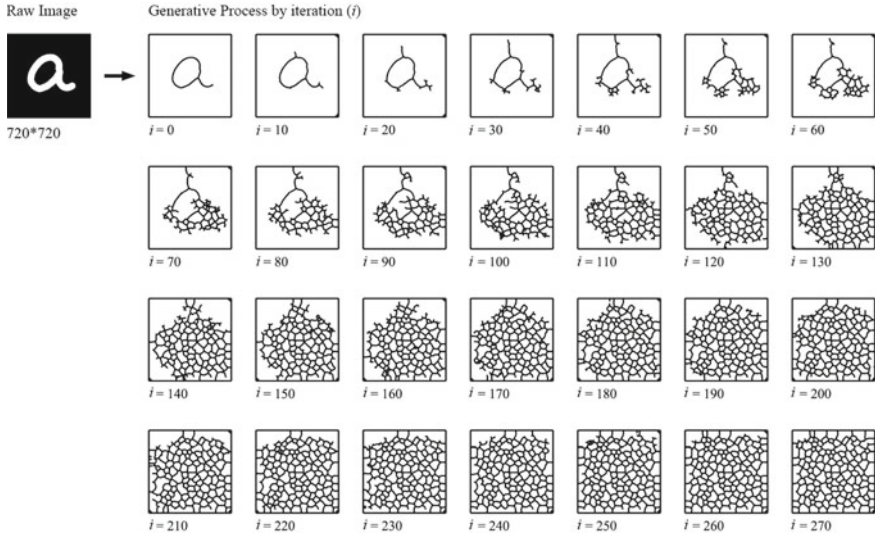 Raw Image
Generative Process by iteration (i)
a
720*720
i = 0
i = 10
i = 20
i = 30
i = 40
i = 50
i = 60
i = 70
i = 80
i = 90
i = 100
i = 110
i = 120
i = 130
i = 140
i = 150
i = 160
i = 170
i = 180
i = 190
i = 200
i = 210
i = 220
i = 230
i = 240
i = 250
i = 260
i = 270